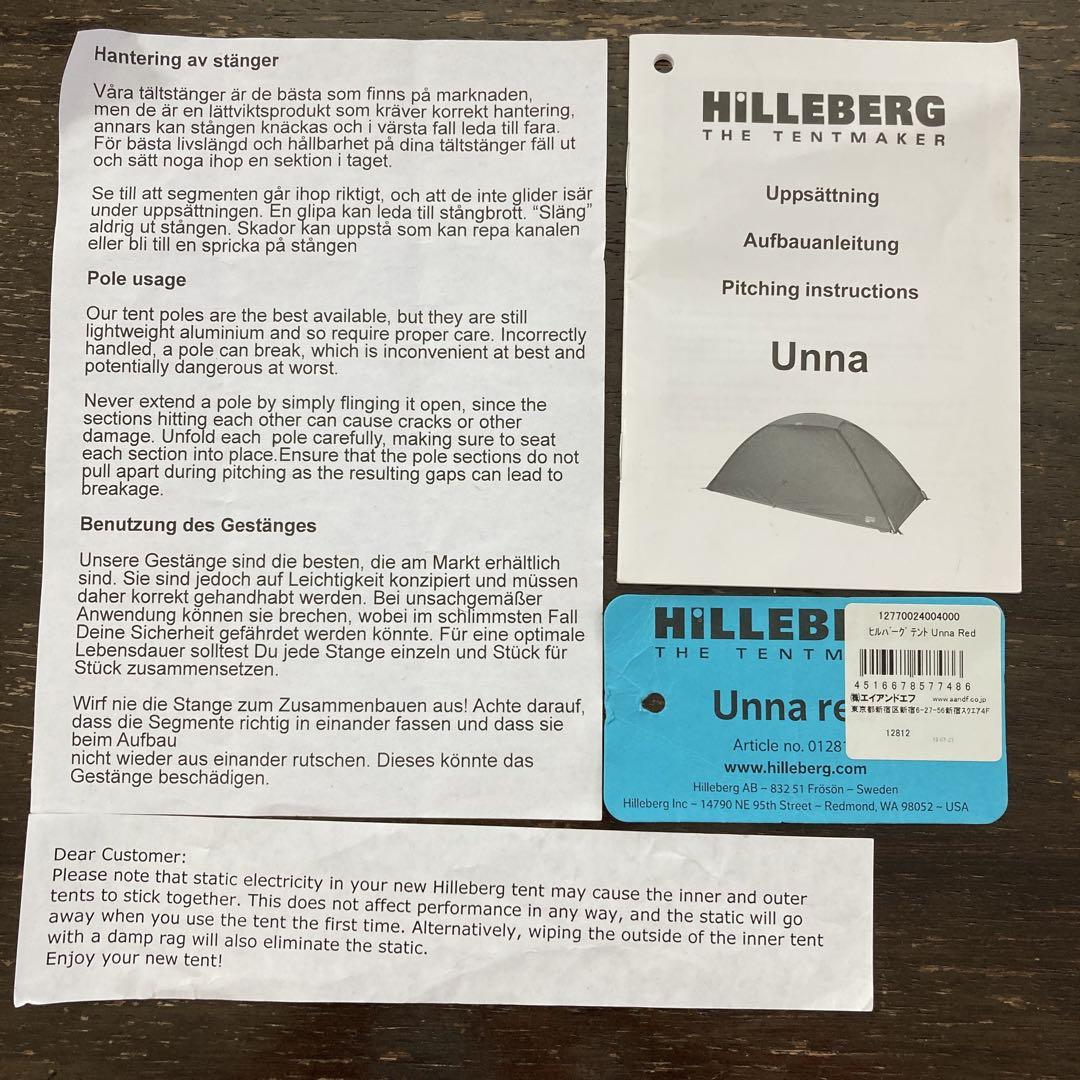 Hantering av stänger
Våra tältstänger är de bästa som finns på marknaden,
men de är en lättviktsprodukt som kräver korrekt hantering,
annars kan stången knäckas och i värsta fall leda till fara.
För bästa livslängd och hållbarhet på dina tältstänger fäll ut
och sätt noga ihop en sektion i taget.
Se till att segmenten går ihop riktigt, och att de inte glider isär
under uppsättningen. En glipa kan leda till stångbrott. “Släng”
aldrig ut stången. Skador kan uppstå som kan repa kanalen
eller bli till en spricka på stången
Pole usage
Our tent poles are the best available, but they are still
lightweight aluminium and so require proper care. Incorrectly
handled, a pole can break, which is inconvenient at best and
potentially dangerous at worst.
Never extend a pole by simply flinging it open, since the
sections hitting each other can cause cracks or other
damage. Unfold each  pole carefully, making sure to seat
each section into place.Ensure that the pole sections do not
pull apart during pitching as the resulting gaps can lead to
breakage.
Benutzung des Gestänges
Unsere Gestänge sind die besten, die am Markt erhältlich
sind. Sie sind jedoch auf Leichtigkeit konzipiert und müssen
daher korrekt gehandhabt werden. Bei unsachgemäßer
Anwendung können sie brechen, wobei im schlimmsten Fall
Deine Sicherheit gefährdet werden könnte. Für eine optimale
Lebensdauer solltest Du jede Stange einzeln und Stück für
Stück zusammensetzen.
Wirf nie die Stange zum Zusammenbauen aus! Achte darauf,
dass die Segmente richtig in einander fassen und dass sie
beim Aufbau
nicht wieder aus einander rutschen. Dieses könnte das
Gestänge beschädigen.
HILLEBERG
THE TENTMAKER
Uppsättning
Aufbauanleitung
Pitching instructions
Unna
HILLEB
THE TENTM
Unna re
Article no. 01281
www.hilleberg.com
Hilleberg AB – 832 51 Frösön – Sweden
Hilleberg Inc – 14790 NE 95th Street – Redmond, WA 98052 – USA
12770024004000
ﾋﾙﾊﾞｰｸﾞ ﾃﾝﾄ Unna Red
4516678577486
㈱エイアンドエフ www.aandf.co.jp
東京都新宿区新宿6-27-56新宿ｽｸｴｱ4F
12812
Dear Customer:
Please note that static electricity in your new Hilleberg tent may cause the inner and outer
tents to stick together. This does not affect performance in any way, and the static will go
away when you use the tent the first time. Alternatively, wiping the outside of the inner tent
with a damp rag will also eliminate the static.
Enjoy your new tent!